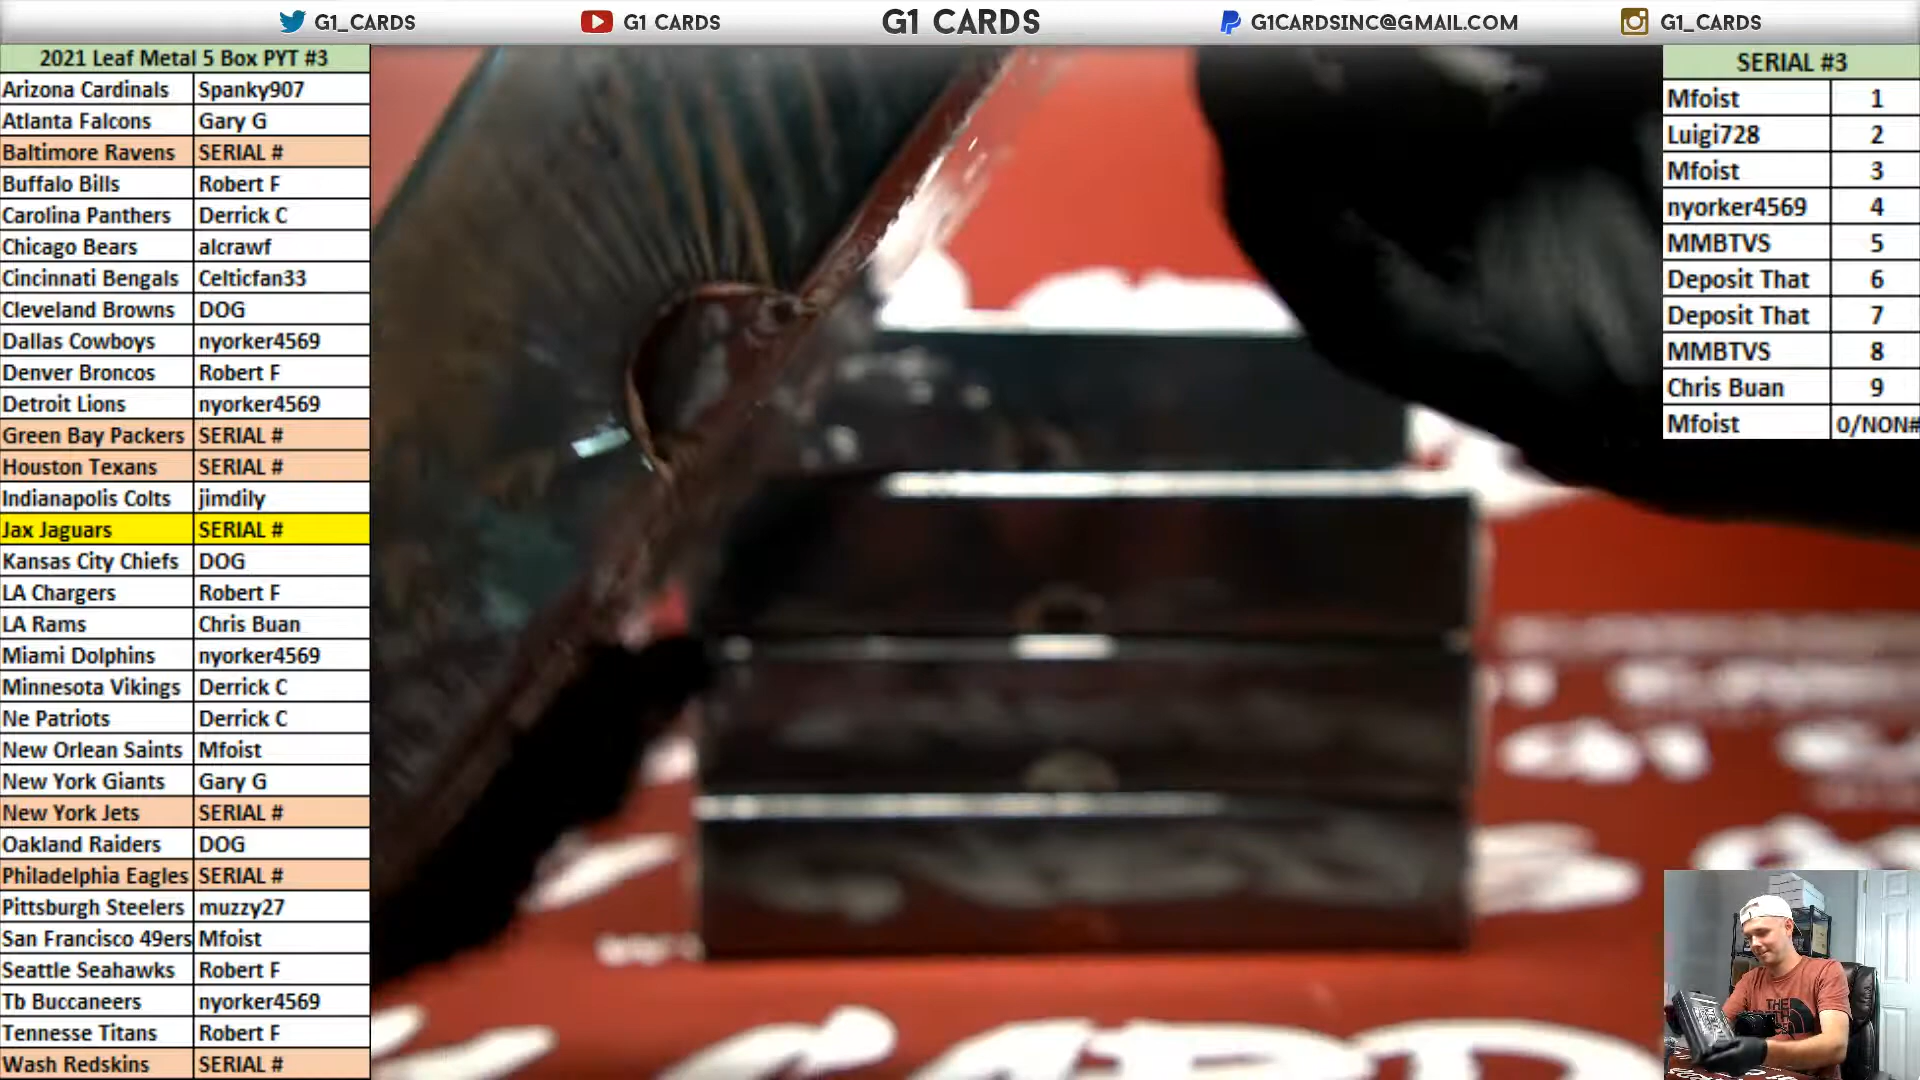 G1_CARDS G1 CARDS G1 CARDS G1CARDSINC@GMAIL.COM G1_CARDS
2021 Leaf Metal 5 Box PYT #3
Arizona Cardinals Spanky907
Atlanta Falcons Gary G
Baltimore Ravens SERIAL #
Buffalo Bills Robert F
Carolina Panthers Derrick C
Chicago Bears alcrawf
Cincinnati Bengals Celticfan33
Cleveland Browns DOG
Dallas Cowboys nyorker4569
Denver Broncos Robert F
Detroit Lions nyorker4569
Green Bay Packers SERIAL #
Houston Texans SERIAL #
Indianapolis Colts jimdily
Jax Jaguars SERIAL #
Kansas City Chiefs DOG
LA Chargers Robert F
LA Rams Chris Buan
Miami Dolphins nyorker4569
Minnesota Vikings Derrick C
Ne Patriots Derrick C
New Orlean Saints Mfoist
New York Giants Gary G
New York Jets SERIAL #
Oakland Raiders DOG
Philadelphia Eagles SERIAL #
Pittsburgh Steelers muzzy27
San Francisco 49ers Mfoist
Seattle Seahawks Robert F
Tb Buccaneers nyorker4569
Tennesse Titans Robert F
Wash Redskins SERIAL #
SERIAL #3
Mfoist 1
Luigi728 2
Mfoist 3
nyorker4569 4
MMBTVS 5
Deposit That 6
Deposit That 7
MMBTVS 8
Chris Buan 9
Mfoist 0/NON#